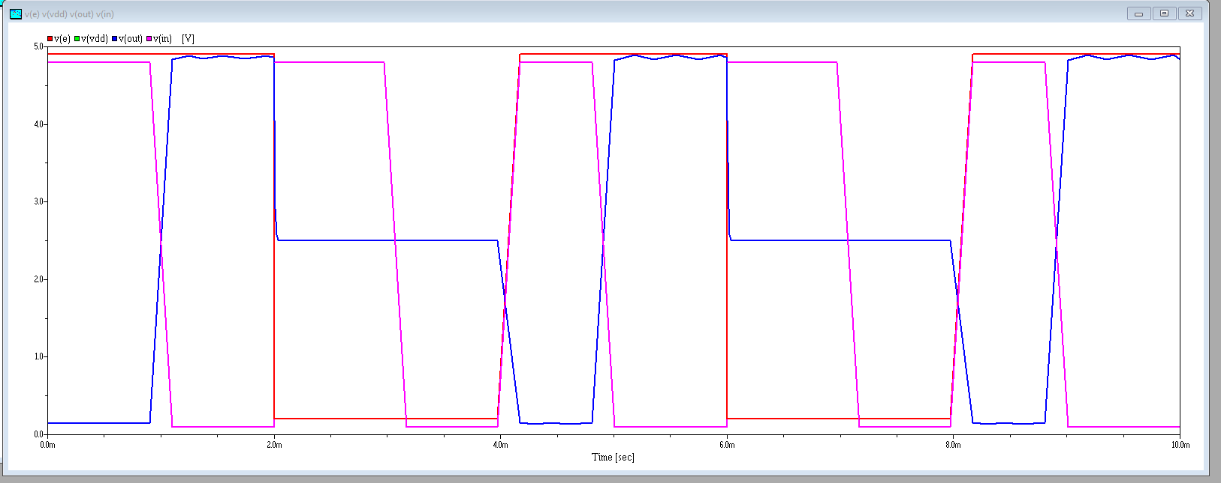 v(e) v(vdd) v(out) v(in)
v(e) v(vdd) v(out) v(in) [V]
5.0
4.0
3.0
2.0
1.0
0.0
0.0m 2.0m 4.0m 6.0m 8.0m 10.0m
Time [sec]